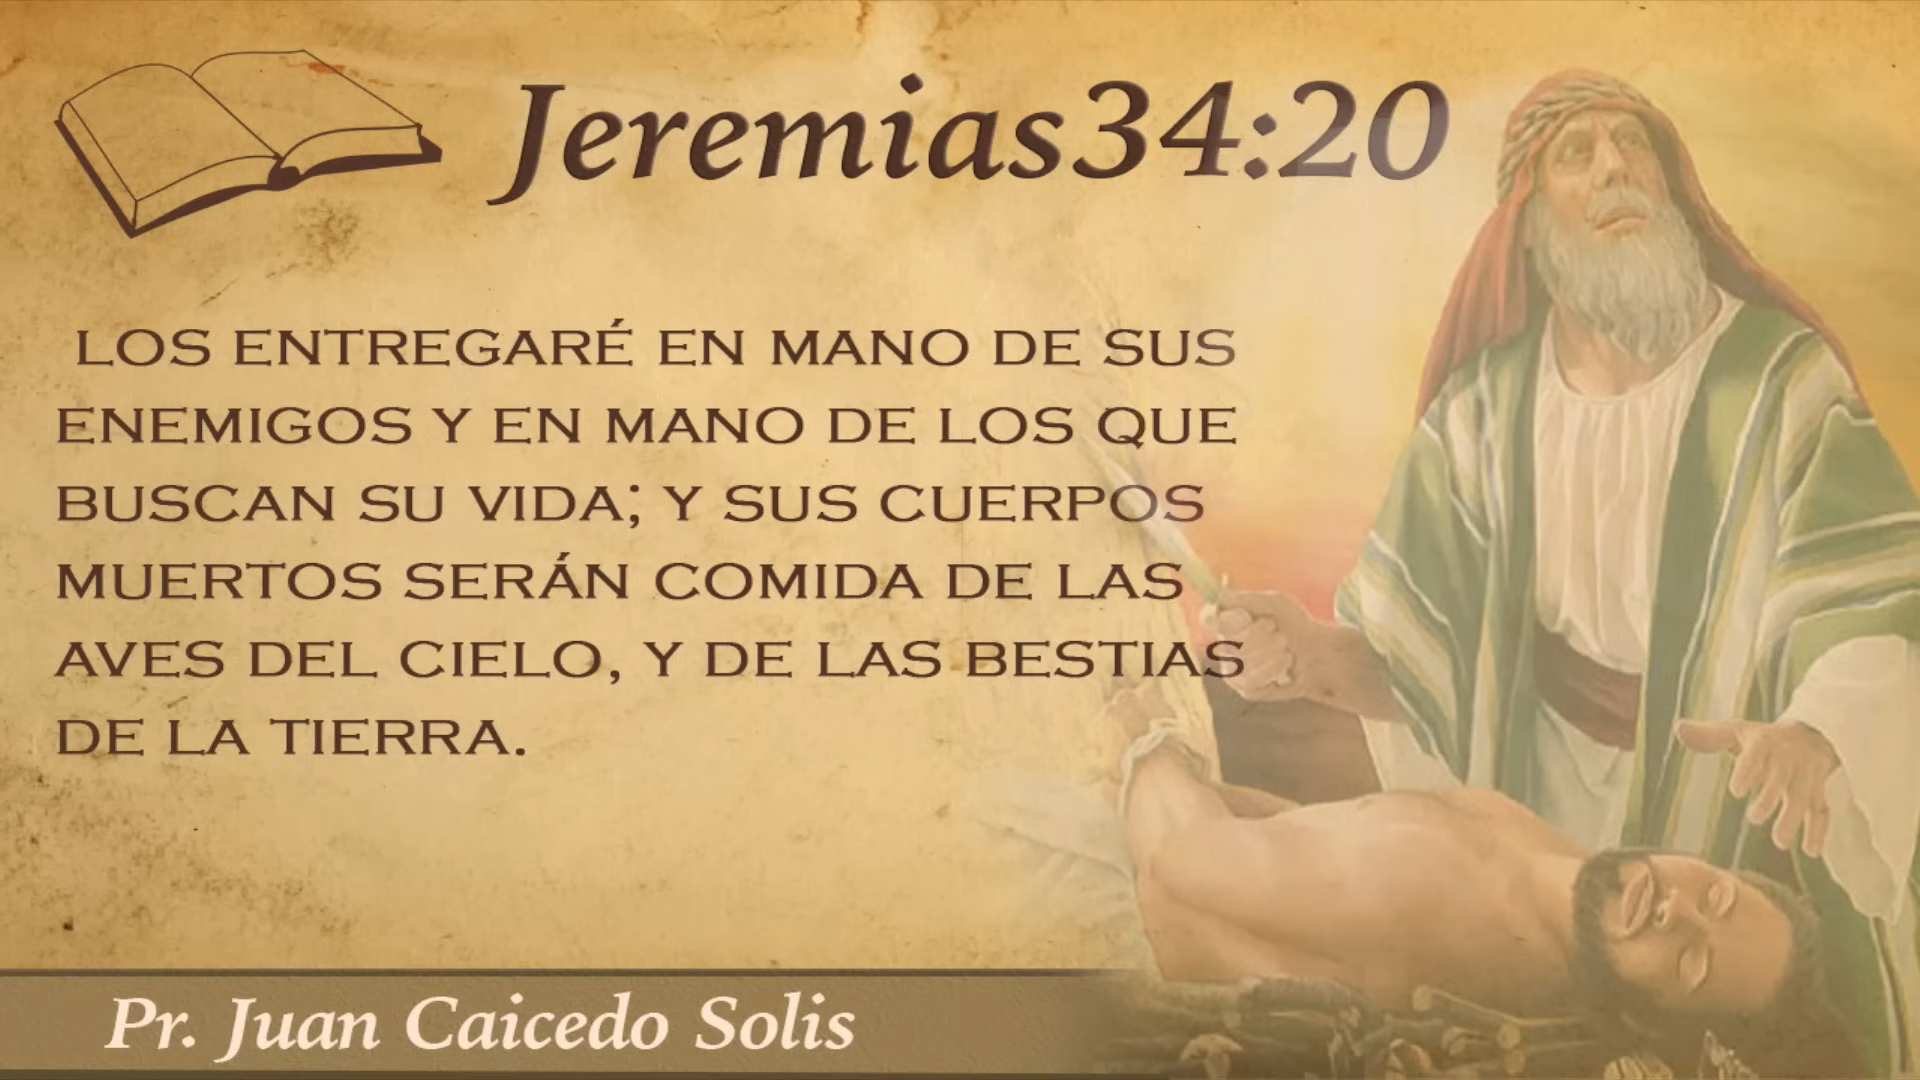 Jeremias34:20
LOS ENTREGARÉ EN MANO DE SUS
ENEMIGOS Y EN MANO DE LOS QUE
BUSCAN SU VIDA; Y SUS CUERPOS
MUERTOS SERÁN COMIDA DE LAS
AVES DEL CIELO, Y DE LAS BESTIAS
DE LA TIERRA.
Pr. Juan Caicedo Solis